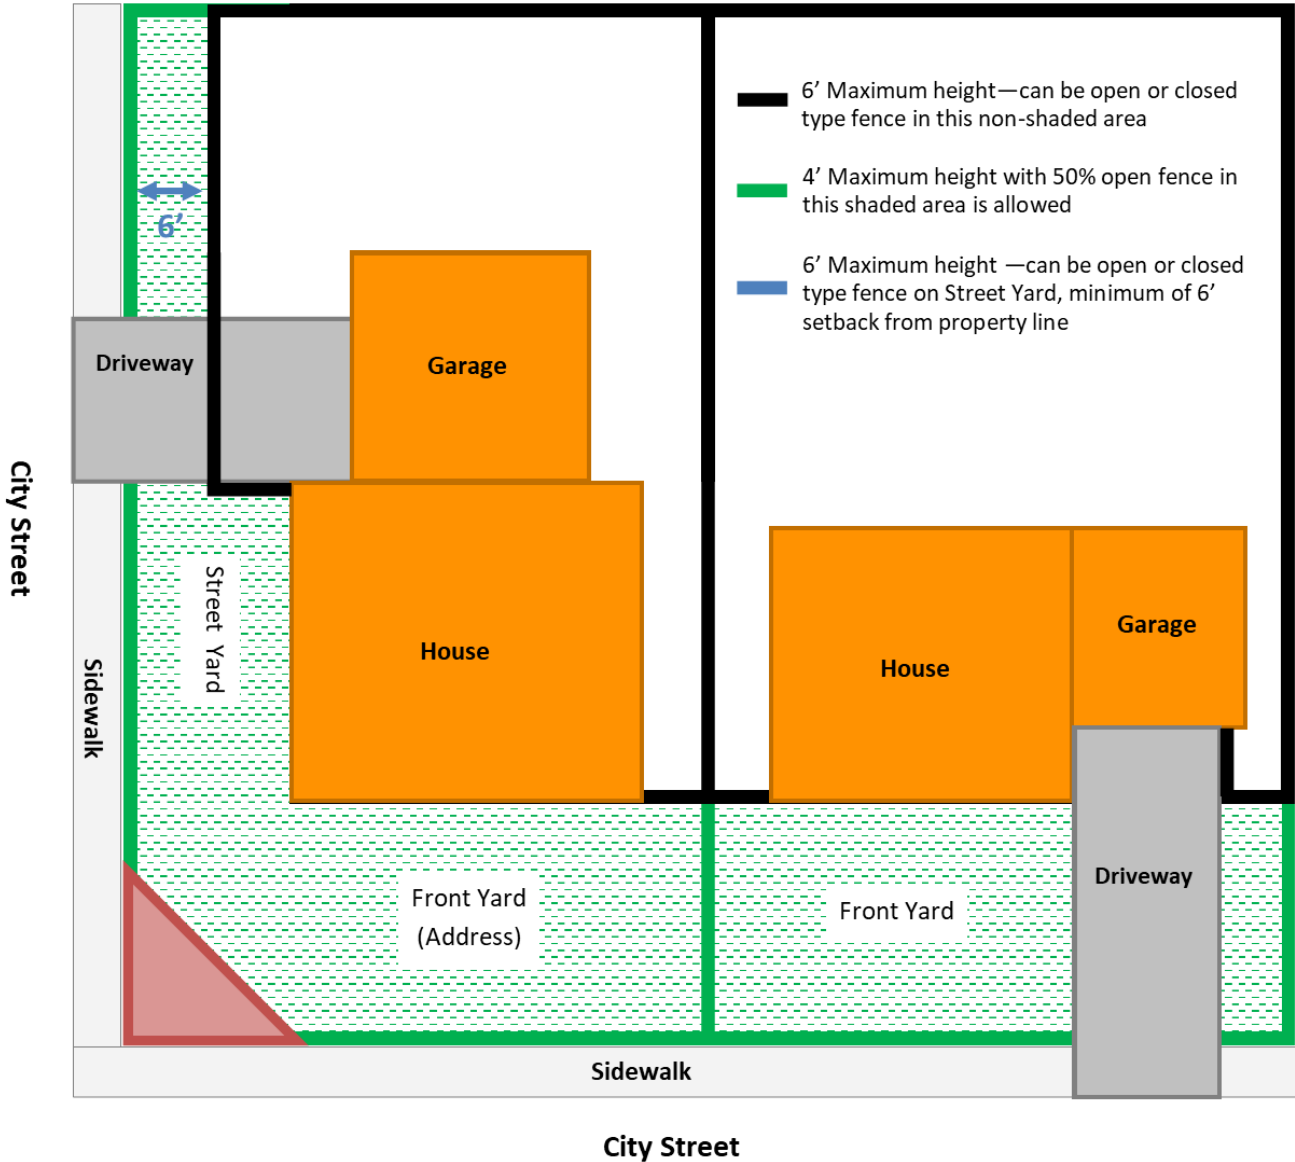 6’ Maximum height—can be open or closed
type fence in this non-shaded area
4’ Maximum height with 50% open fence in
this shaded area is allowed
6’
6’ Maximum height —can be open or closed
type fence on Street Yard, minimum of 6’
setback from property line
Driveway
Garage
City Street
Street Yard
House
Sidewalk
Garage
House
Driveway
Front Yard
(Address)
Front Yard
Sidewalk
City Street